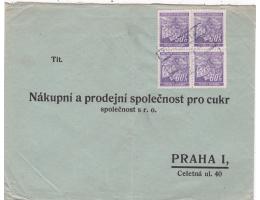 Tit.
Nákupní a prodejní společnost pro cukr
společnost s r. o.
PRAHA I,
Celetná ul. 40